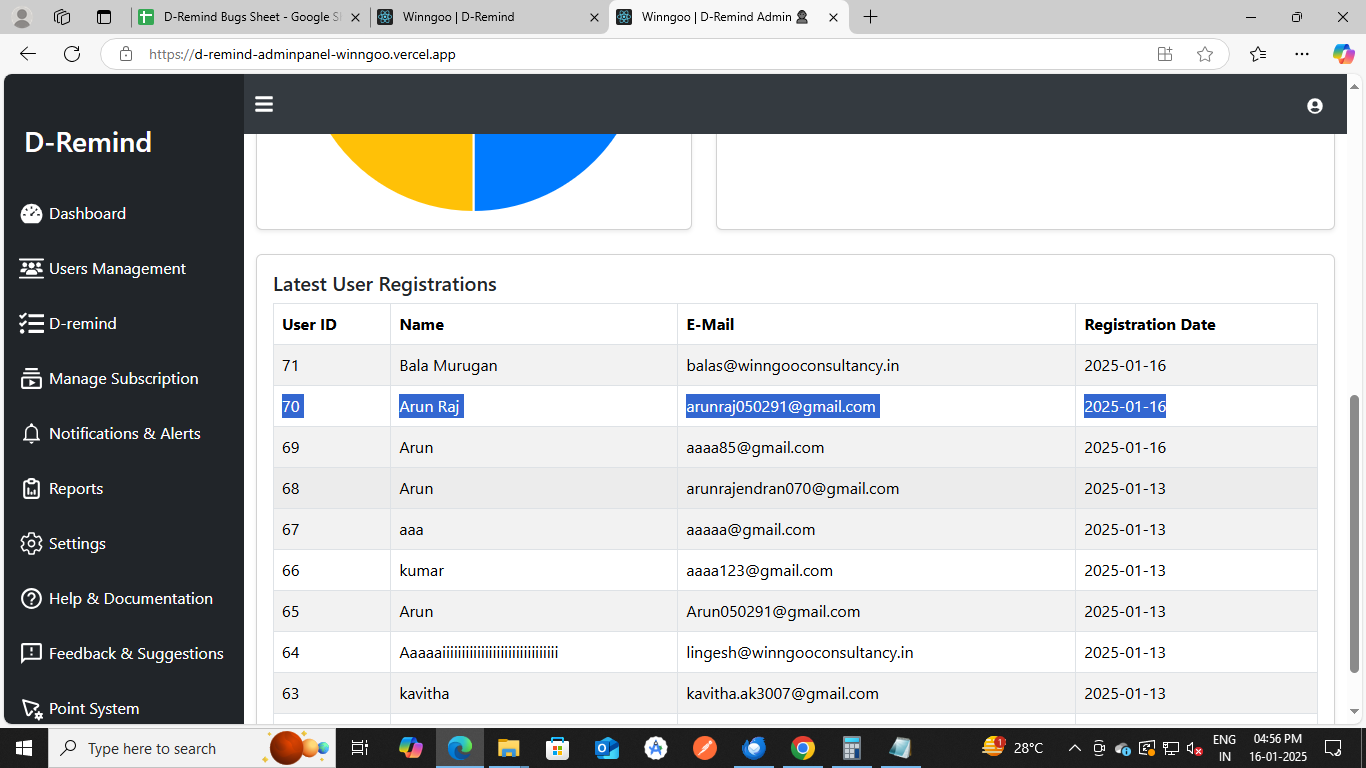 D-Remind Bugs Sheet - Google S
Winngoo | D-Remind
Winngoo | D-Remind Admin
https://d-remind-adminpanel-winngoo.vercel.app
D-Remind
Dashboard
Users Management
D-remind
Manage Subscription
Notifications & Alerts
Reports
Settings
Help & Documentation
Feedback & Suggestions
Point System
Latest User Registrations
User ID Name E-Mail Registration Date
71 Bala Murugan balas@winngooconsultancy.in 2025-01-16
70 Arun Raj arunraj050291@gmail.com 2025-01-16
69 Arun aaaa85@gmail.com 2025-01-16
68 Arun arunrajendran070@gmail.com 2025-01-13
67 aaa aaaaa@gmail.com 2025-01-13
66 kumar aaaa123@gmail.com 2025-01-13
65 Arun Arun050291@gmail.com 2025-01-13
64 lingesh@winngooconsultancy.in 2025-01-13
63 kavitha kavitha.ak3007@gmail.com 2025-01-13
Type here to search
1
28°C
ENG
IN
04:56 PM
16-01-2025